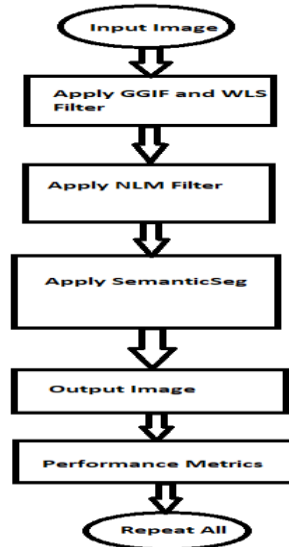 Input Image
Apply GGIF and WLS
Filter
Apply NLM Filter
Apply SemanticSeg
Output Image
Performance Metrics
Repeat All